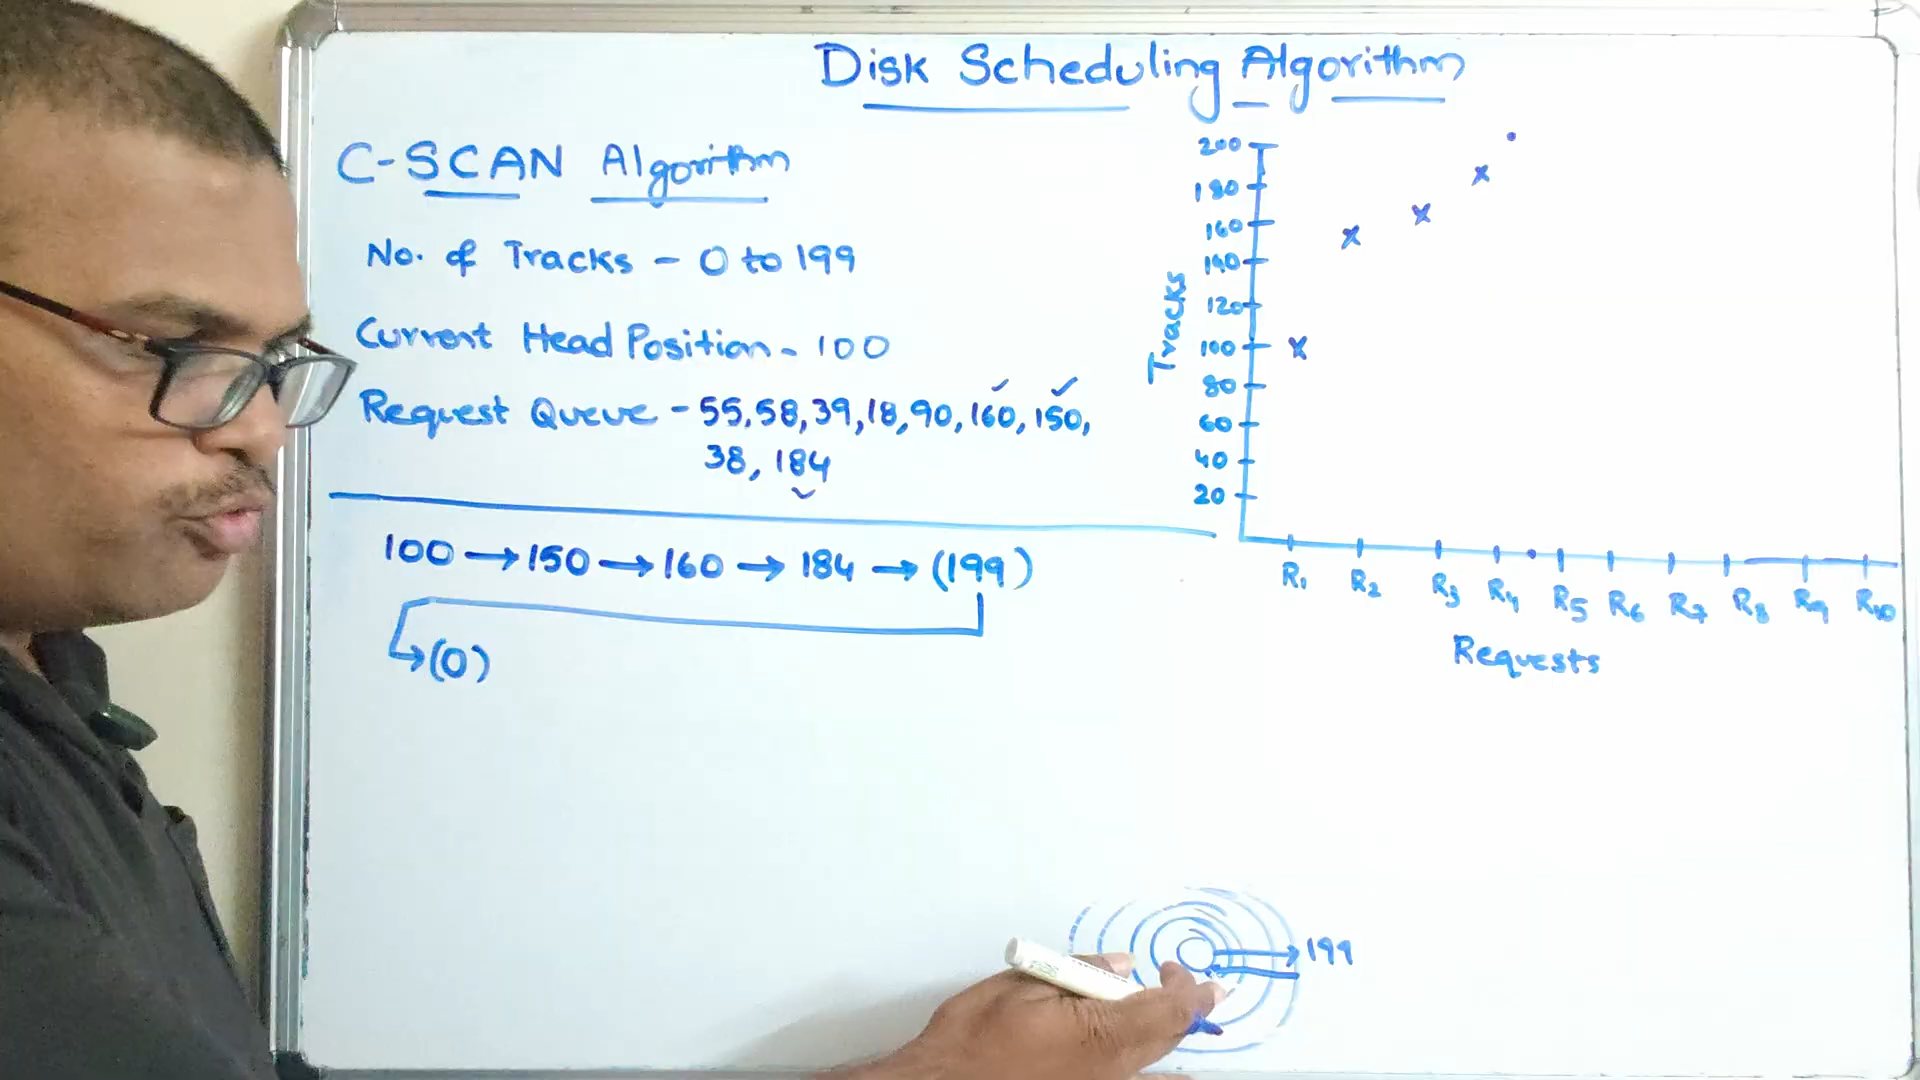 Disk Scheduling Algorithm
C-SCAN Algorithm
No. of Tracks - 0 to 199
Current Head Position - 100
Request Queue - 55, 58, 39, 18, 90, 160, 150,
38, 184
100 → 150 → 160 → 184 → (199)
→ (0)
200
180
160
140
120
100
80
60
40
20
Tracks
R1 R2 R3 R4 R5 R6 R7 R8 R9 R10
Requests
199